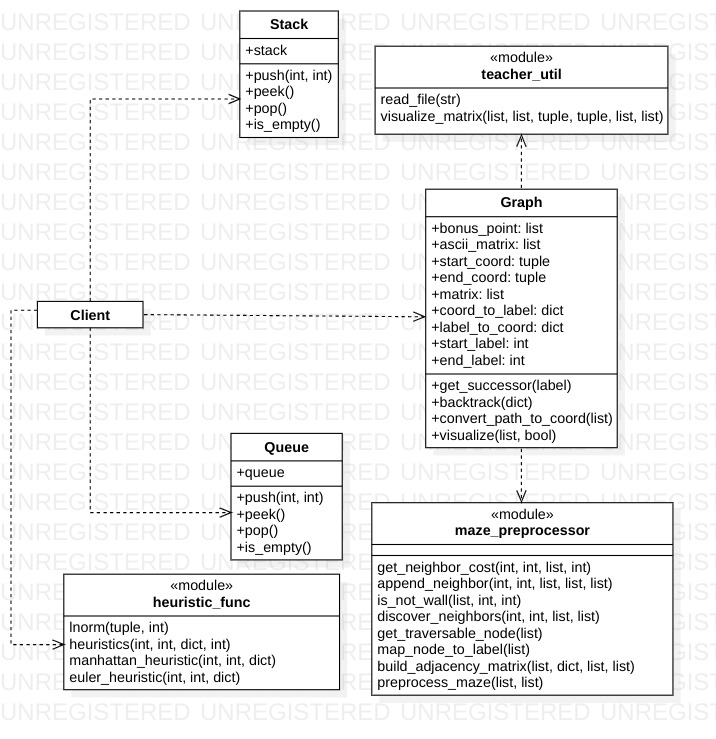 Stack
+stack
+push(int, int)
+peek()
+pop()
+is_empty()
«module»
teacher_util
read_file(str)
visualize_matrix(list, list, tuple, tuple, list, list)
Graph
+bonus_point: list
+ascii_matrix: list
+start_coord: tuple
+end_coord: tuple
+matrix: list
+coord_to_label: dict
+label_to_coord: dict
+start_label: int
+end_label: int
+get_successor(label)
+backtrack(dict)
+convert_path_to_coord(list)
+visualize(list, bool)
Client
Queue
+queue
+push(int, int)
+peek()
+pop()
+is_empty()
«module»
maze_preprocessor
get_neighbor_cost(int, int, list, int)
append_neighbor(int, int, list, list, list)
is_not_wall(list, int, int)
discover_neighbors(int, int, list, list)
get_traversable_node(list)
map_node_to_label(list)
build_adjacency_matrix(list, dict, list, list)
preprocess_maze(list, list)
«module»
heuristic_func
lnorm(tuple, int)
heuristics(int, int, dict, int)
manhattan_heuristic(int, int, dict)
euler_heuristic(int, int, dict)
UNREGISTERED UNREGISTERED UNREGISTERED UNREGISTERED